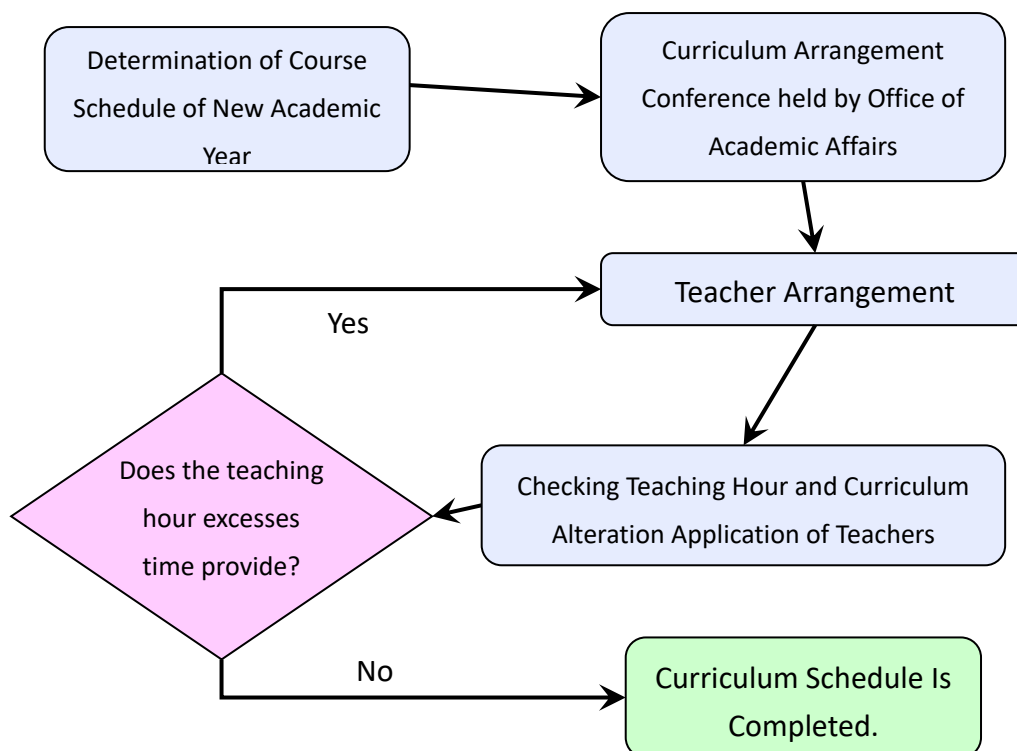 Determination of Course
Schedule of New Academic
Year
Curriculum Arrangement
Conference held by Office of
Academic Affairs
Teacher Arrangement
Yes
Checking Teaching Hour and Curriculum
Alteration Application of Teachers
Does the teaching
hour excesses
time provide?
No
Curriculum Schedule Is
Completed.